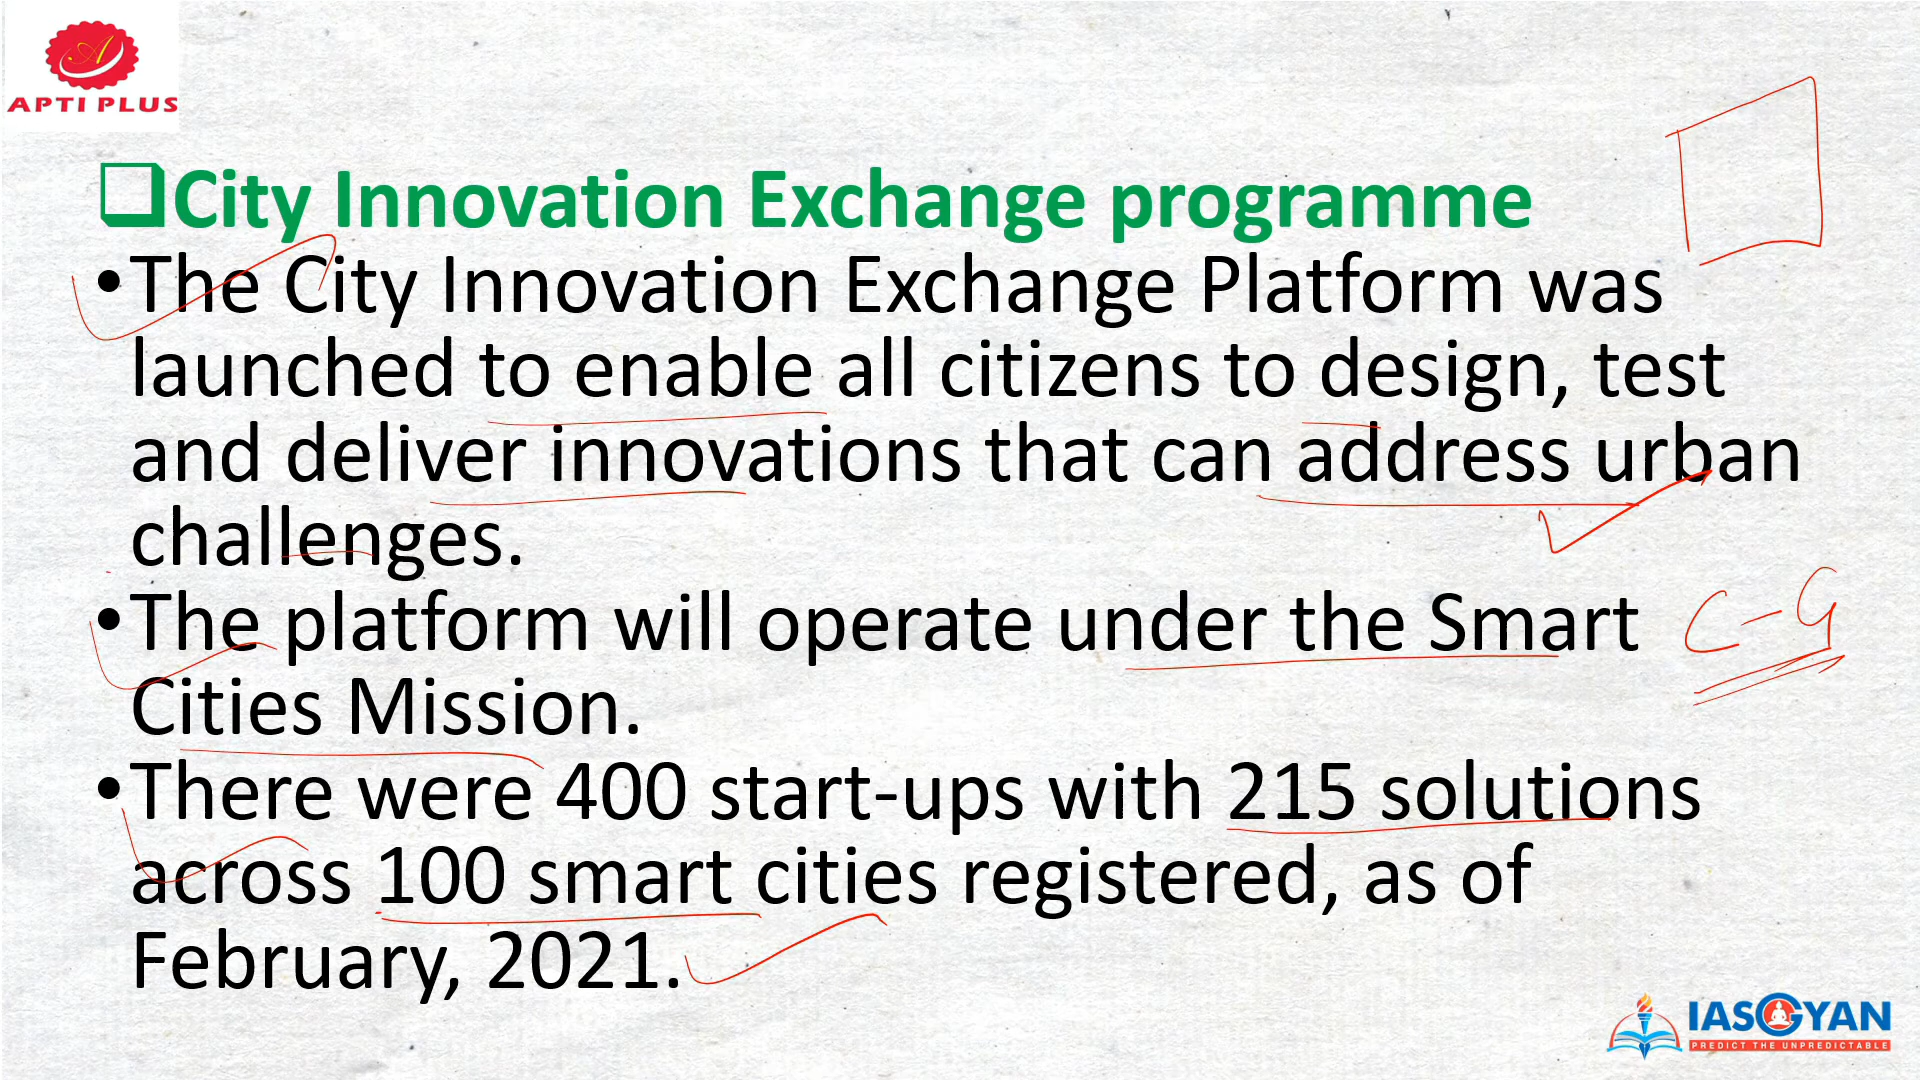 APTI PLUS
❑City Innovation Exchange programme
•The City Innovation Exchange Platform was
launched to enable all citizens to design, test
and deliver innovations that can address urban
challenges.
•The platform will operate under the Smart
C-G
Cities Mission.
•There were 400 start-ups with 215 solutions
across 100 smart cities registered, as of
February, 2021.
IASGYAN
PREDICT THE UNPREDICTABLE